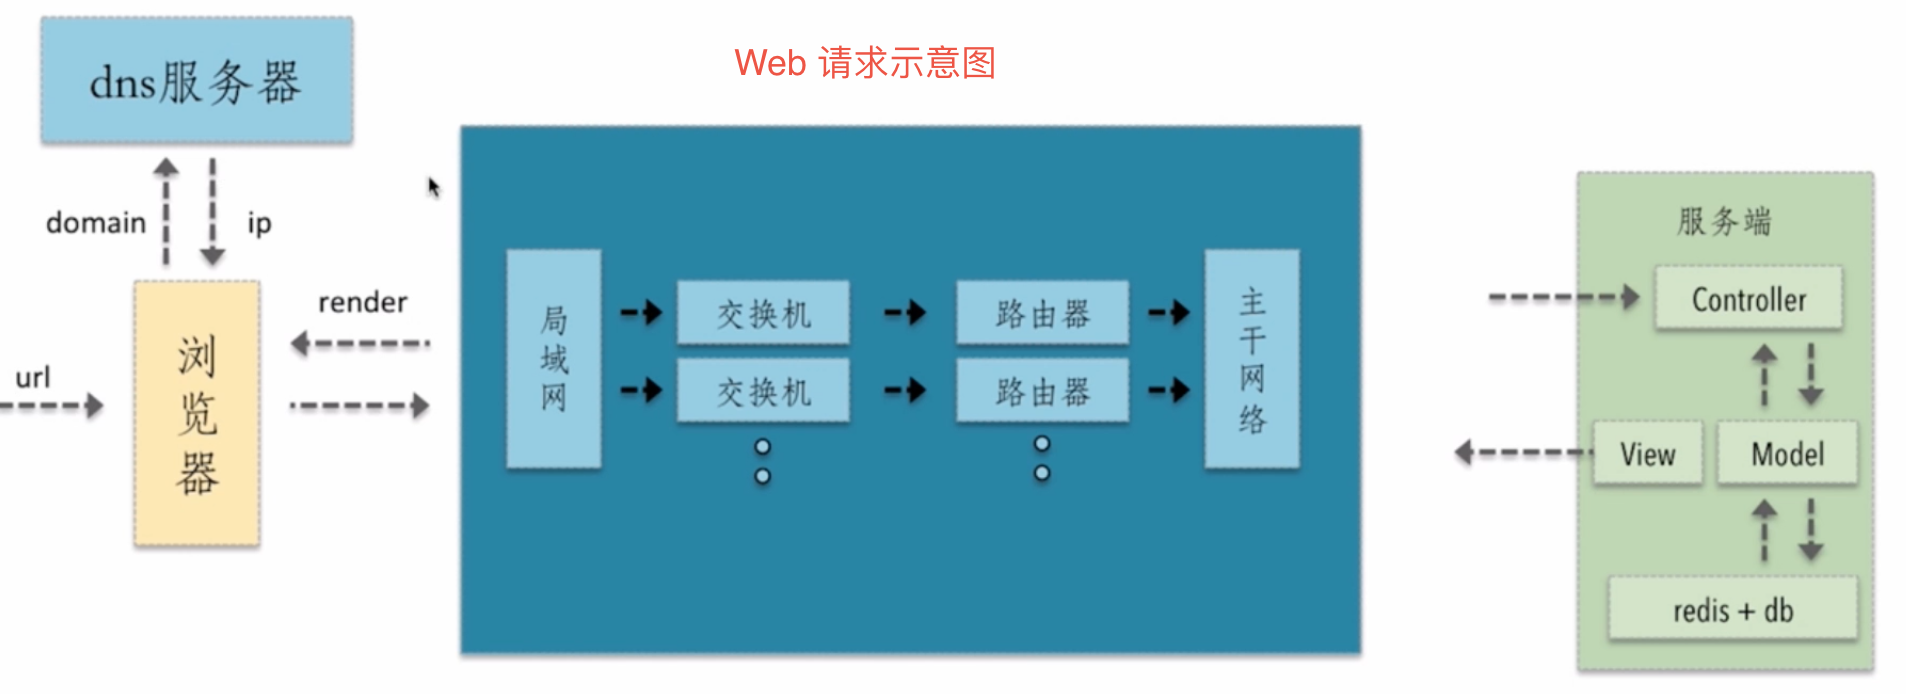 Web 请求示意图
dns服务器
domain
ip
url
浏览器
render
局域网
交换机
路由器
交换机
路由器
主干网络
服务端
Controller
View
Model
redis + db